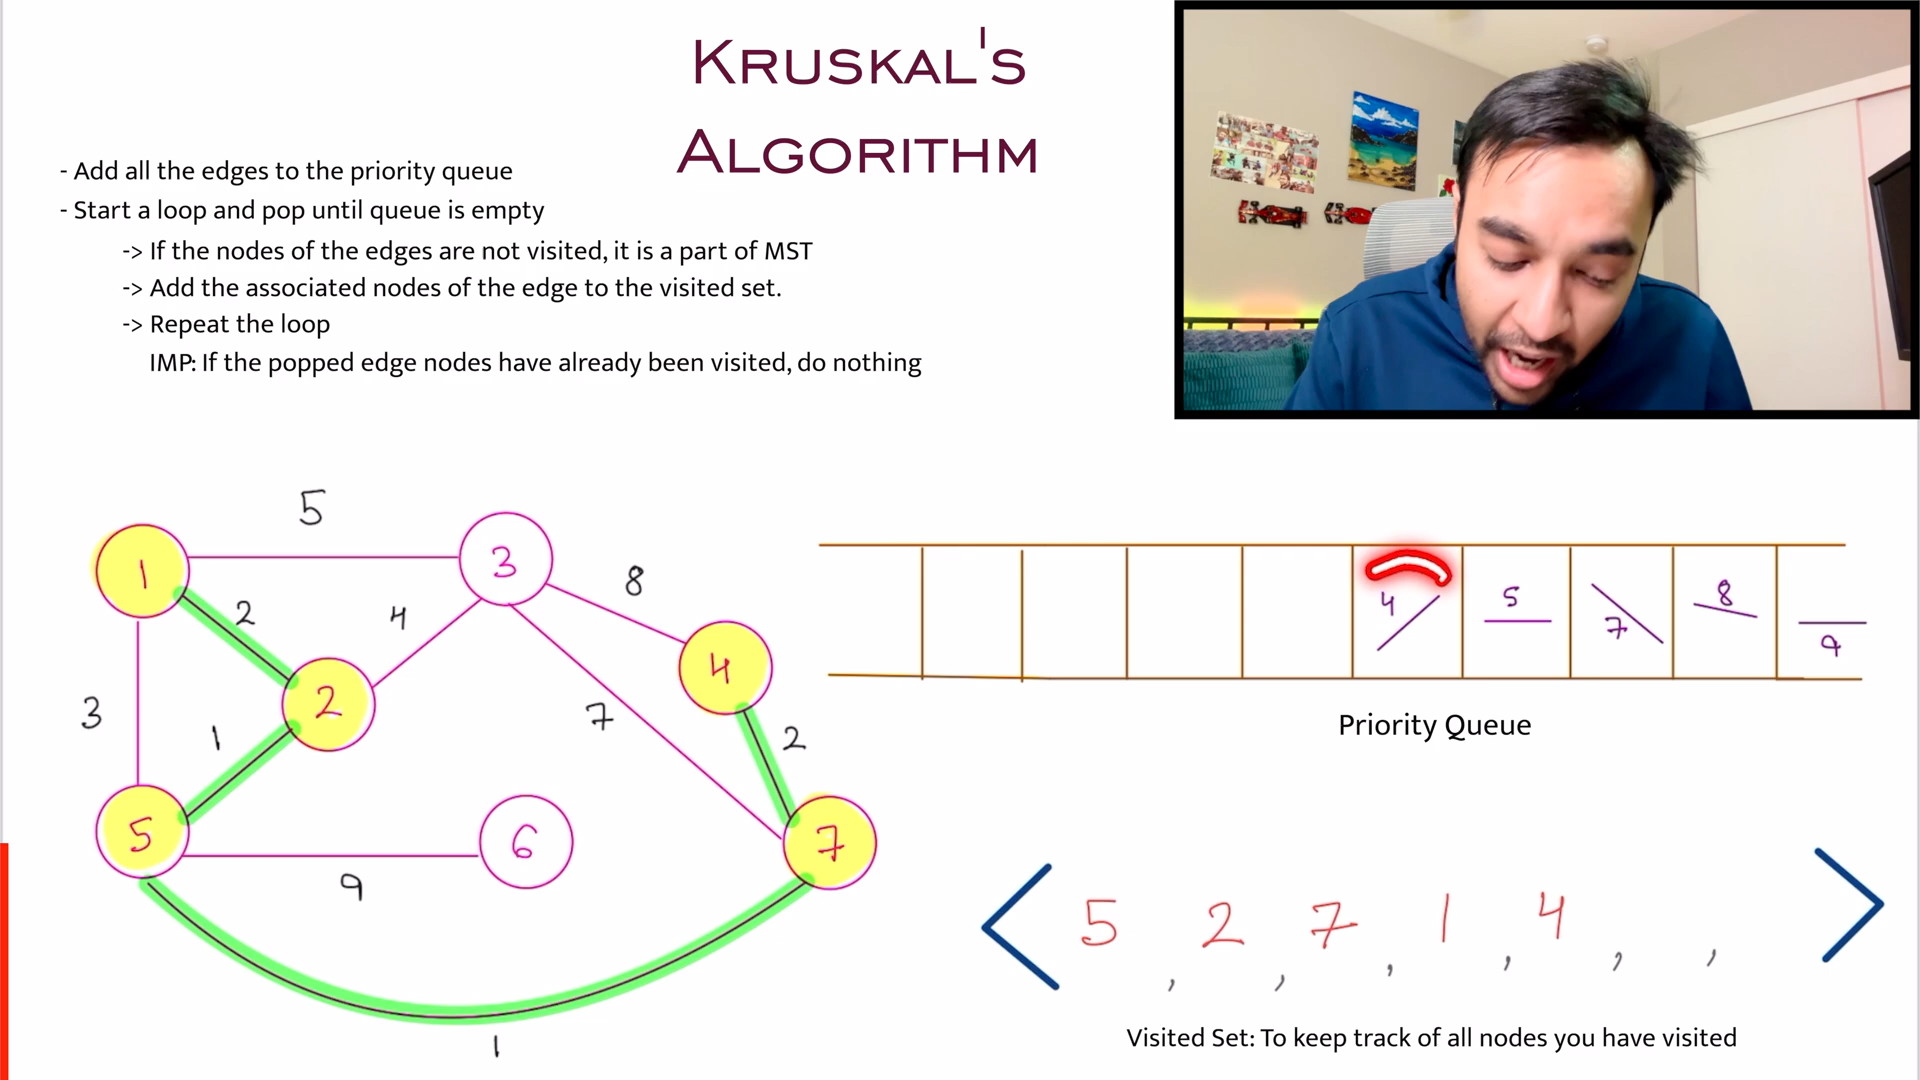 KRUSKAL'S
ALGORITHM
- Add all the edges to the priority queue
- Start a loop and pop until queue is empty
-> If the nodes of the edges are not visited, it is a part of MST
-> Add the associated nodes of the edge to the visited set.
-> Repeat the loop
IMP: If the popped edge nodes have already been visited, do nothing
5
1
3
2
4
8
4
2
3
1
7
2
5
9
6
7
1
4
5
7
8
9
Priority Queue
5 , 2 , 7 , 1 , 4 , ,
Visited Set: To keep track of all nodes you have visited